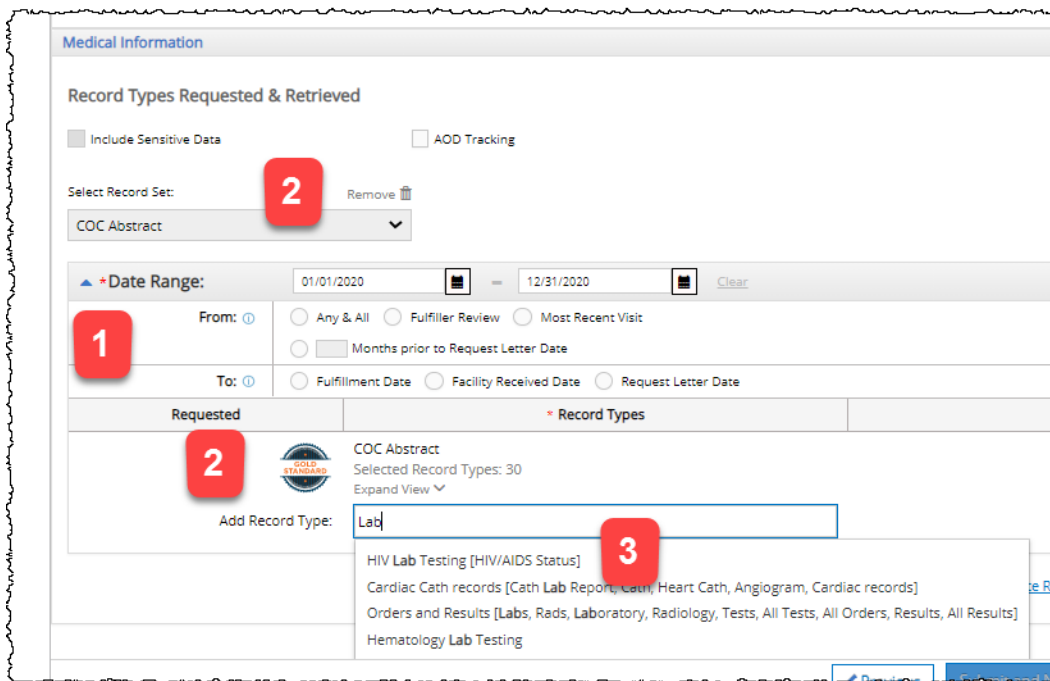 Medical Information
Record Types Requested & Retrieved
Include Sensitive Data AOD Tracking
Select Record Set: 2 Remove
COC Abstract
*Date Range: 01/01/2020 – 12/31/2020 Clear
1 From: Any & All Fulfiller Review Most Recent Visit
Months prior to Request Letter Date
To: Fulfillment Date Facility Received Date Request Letter Date
Requested * Record Types
2 GOLD STANDARD COC Abstract
Selected Record Types: 30
Expand View
Add Record Type: Lab
3
HIV Lab Testing [HIV/AIDS Status]
Cardiac Cath records [Cath Lab Report, Cath, Heart Cath, Angiogram, Cardiac records]
Orders and Results [Labs, Rads, Laboratory, Radiology, Tests, All Tests, All Orders, Results, All Results]
Hematology Lab Testing